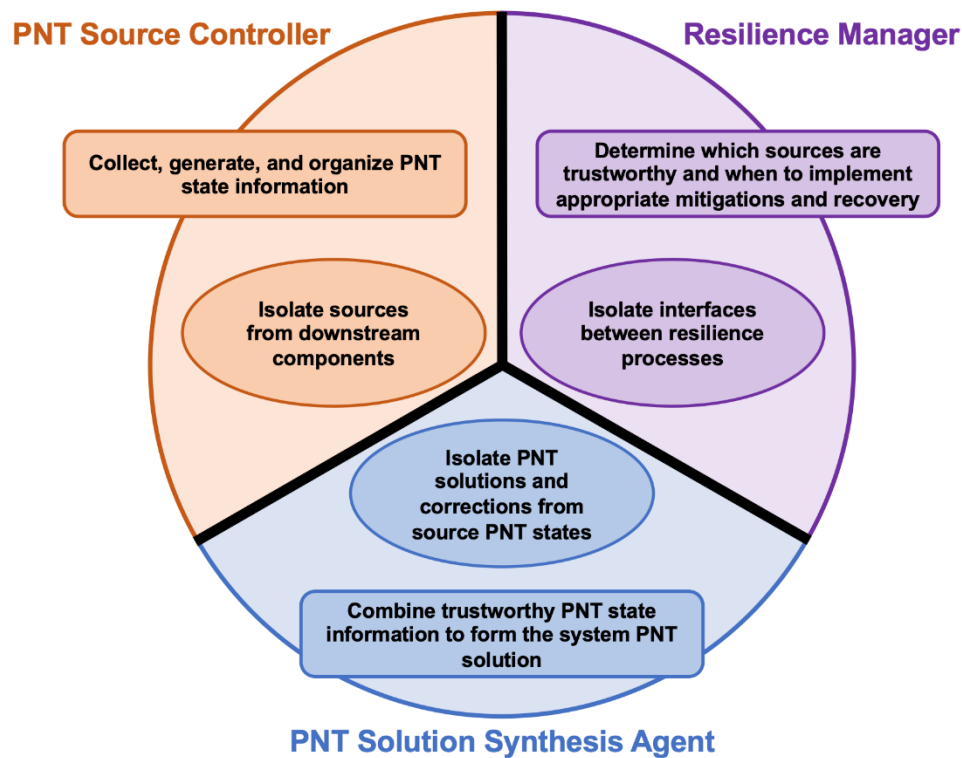 PNT Source Controller
Resilience Manager
Collect, generate, and organize PNT
state information
Determine which sources are
trustworthy and when to implement
appropriate mitigations and recovery
Isolate sources
from downstream
components
Isolate interfaces
between resilience
processes
Isolate PNT
solutions and
corrections from
source PNT states
Combine trustworthy PNT state
information to form the system PNT
solution
PNT Solution Synthesis Agent